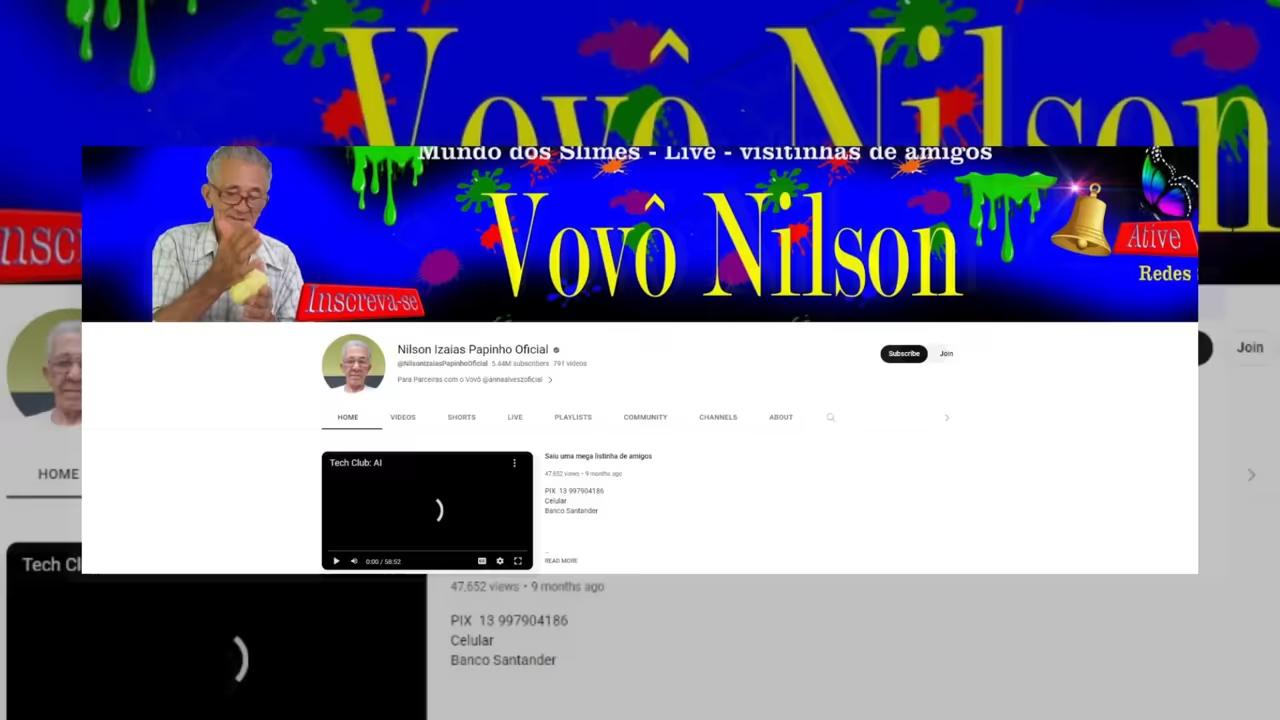 Vovô Nilson
Mundo dos Slimes - Live - visitinhas de amigos
Vovô Nilson
Inscreva-se
Ative
Redes
Nilson Izaias Papinho Oficial
@NilsonIzaiasPapinhoOficial 5.44M subscribers 791 videos
Para Parceiras com o Vovô @annaalveszoficial
Subscribe
Join
Join
HOME VIDEOS SHORTS LIVE PLAYLISTS COMMUNITY CHANNELS ABOUT
HOME
Tech Club: AI
0:00 / 58:52
Saiu uma mega listinha de amigos
47,652 views • 9 months ago
PIX 13 997904186
Celular
Banco Santander
...
READ MORE
Tech Cl
47,652 views • 9 months ago
PIX 13 997904186
Celular
Banco Santander